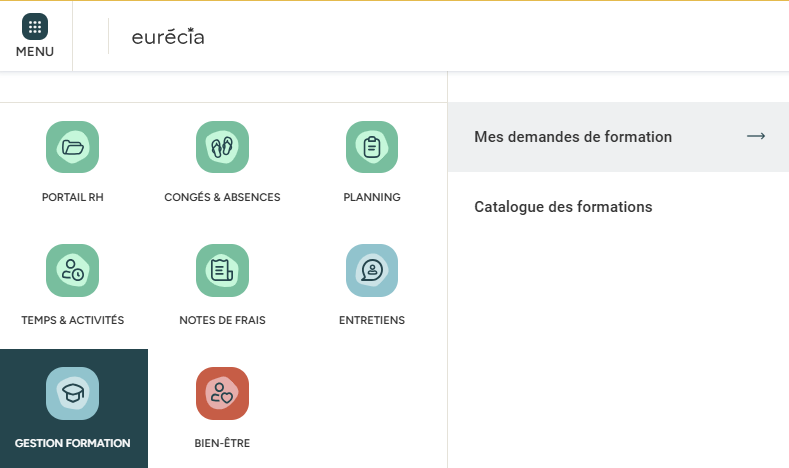 MENU
eurécia
Mes demandes de formation
Catalogue des formations
PORTAIL RH
CONGÉS & ABSENCES
PLANNING
TEMPS & ACTIVITÉS
NOTES DE FRAIS
ENTRETIENS
GESTION FORMATION
BIEN-ÊTRE